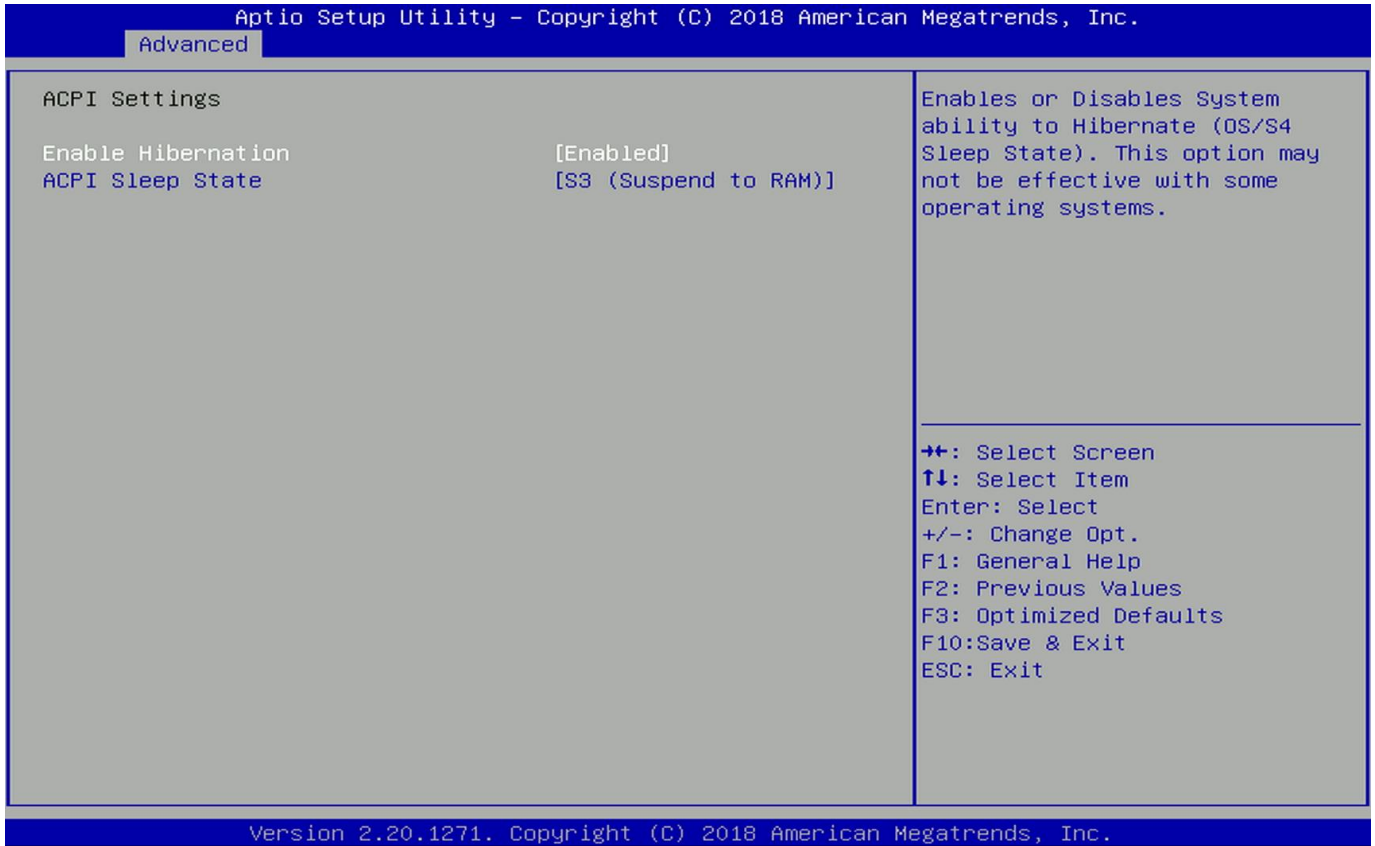 Aptio Setup Utility – Copyright (C) 2018 American Megatrends, Inc.
Advanced
ACPI Settings
Enable Hibernation [Enabled]
ACPI Sleep State [S3 (Suspend to RAM)]
Enables or Disables System
ability to Hibernate (OS/S4
Sleep State). This option may
not be effective with some
operating systems.
→←: Select Screen
↑↓: Select Item
Enter: Select
+/-: Change Opt.
F1: General Help
F2: Previous Values
F3: Optimized Defaults
F10:Save & Exit
ESC: Exit
Version 2.20.1271. Copyright (C) 2018 American Megatrends, Inc.